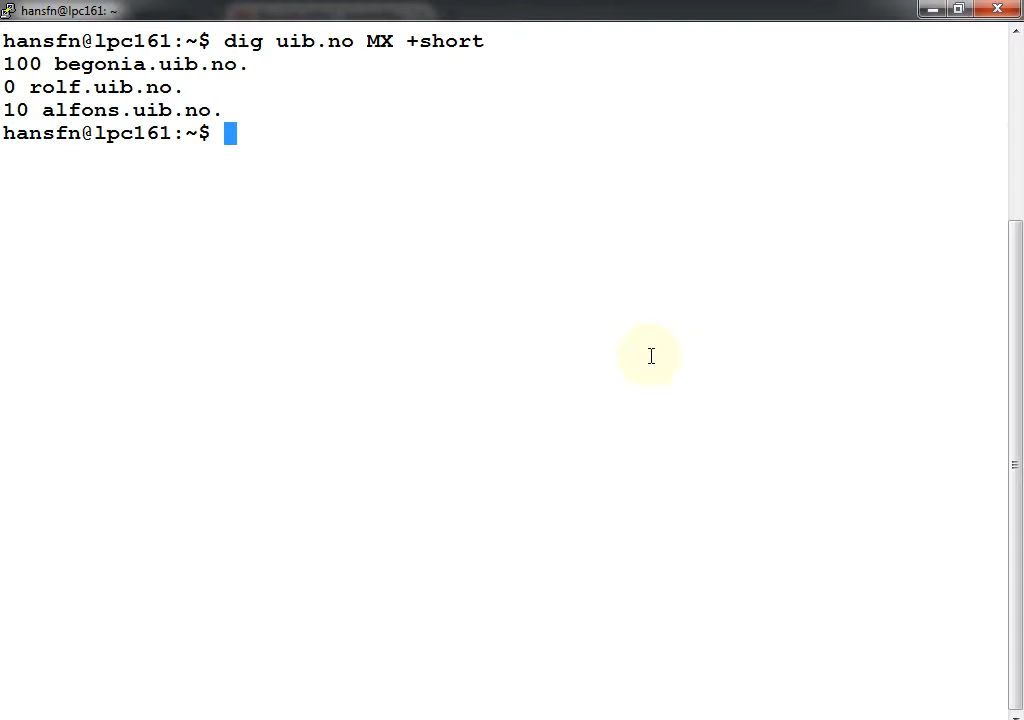 hansfn@lpc161: ~
hansfn@lpc161:~$ dig uib.no MX +short
100 begonia.uib.no.
0 rolf.uib.no.
10 alfons.uib.no.
hansfn@lpc161:~$